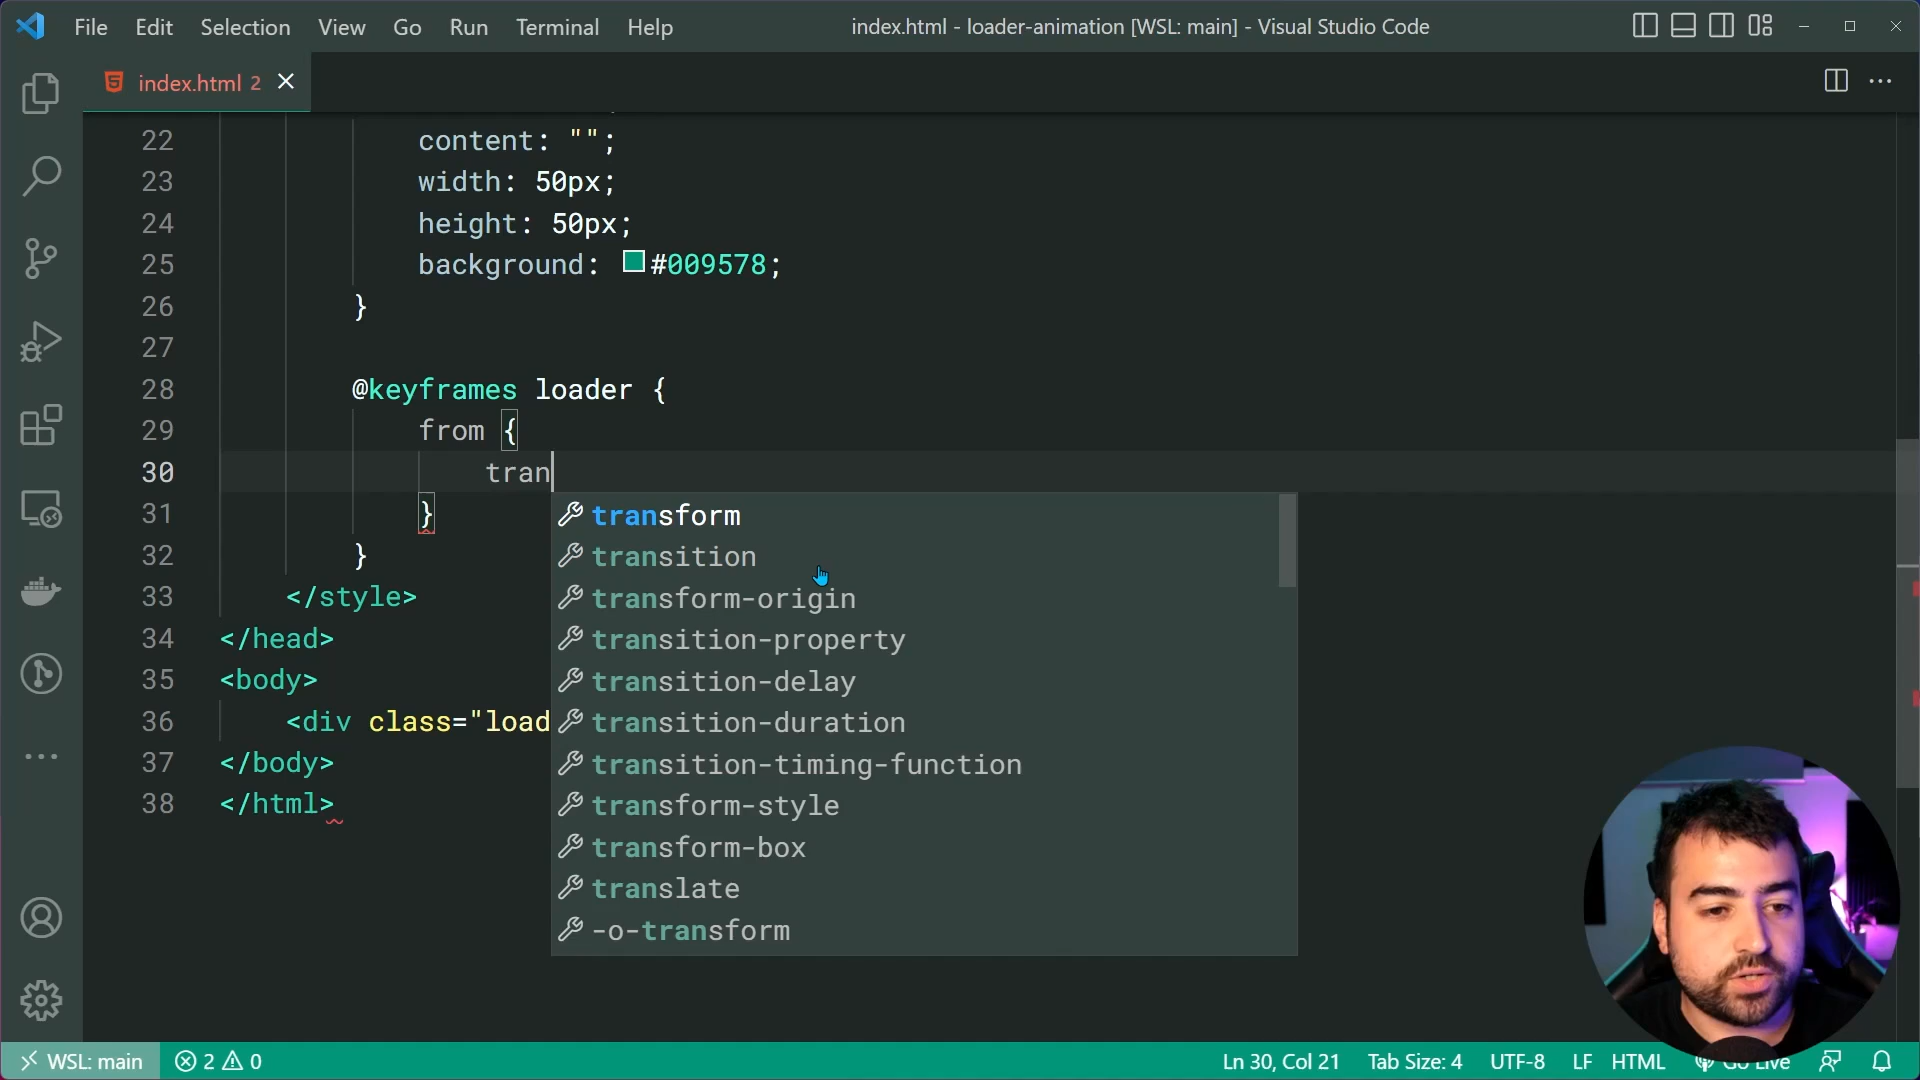 File Edit Selection View Go Run Terminal Help index.html - loader-animation [WSL: main] - Visual Studio Code
index.html 2
22 content: "";
23 width: 50px;
24 height: 50px;
25 background: #009578;
26 }
27
28 @keyframes loader {
29 from {
30 tran
31 }
32 }
33 </style>
34 </head>
35 <body>
36 <div class="load
37 </body>
38 </html>
transform
transition
transform-origin
transition-property
transition-delay
transition-duration
transition-timing-function
transform-style
transform-box
translate
-o-transform
WSL: main 2 0 Ln 30, Col 21 Tab Size: 4 UTF-8 LF HTML Go Live